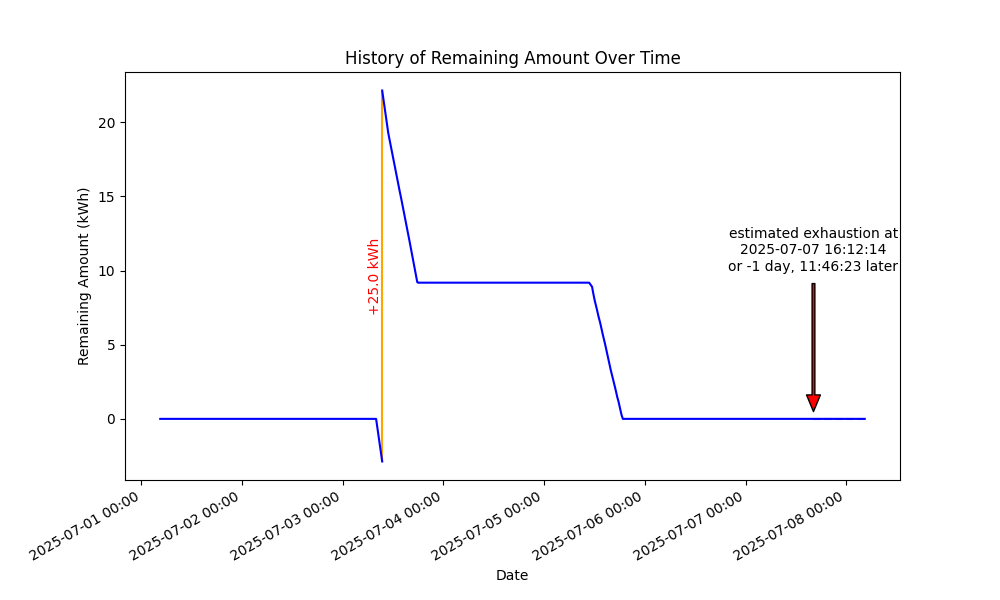 History of Remaining Amount Over Time
Remaining Amount (kWh)
20
15
10
5
0
+25.0 kWh
estimated exhaustion at
2025-07-07 16:12:14
or -1 day, 11:46:23 later
2025-07-01 00:00
2025-07-02 00:00
2025-07-03 00:00
2025-07-04 00:00
2025-07-05 00:00
2025-07-06 00:00
2025-07-07 00:00
2025-07-08 00:00
Date